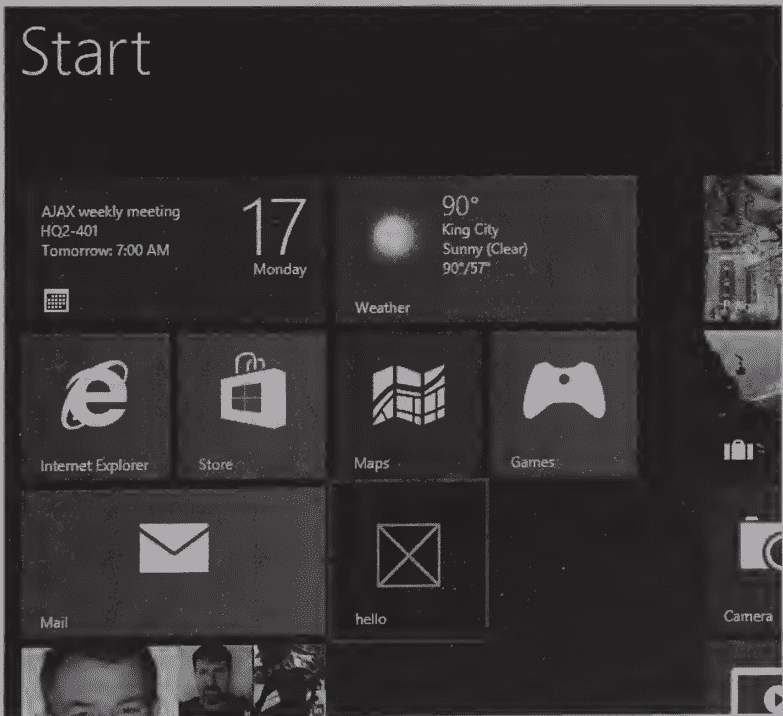 Start
AJAX weekly meeting
HQ2-401
Tomorrow: 7:00 AM
17
Monday
90°
King City
Sunny (Clear)
90°/57°
Weather
Internet Explorer
Store
Maps
Games
Mail
hello
Camera
in